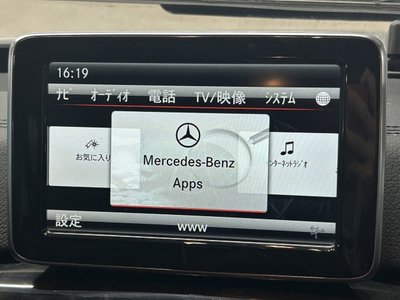 16:19
ナビ オーディオ 電話 TV/映像 システム
お気に入り
Mercedes-Benz
Apps
インターネットラジオ
設定 www